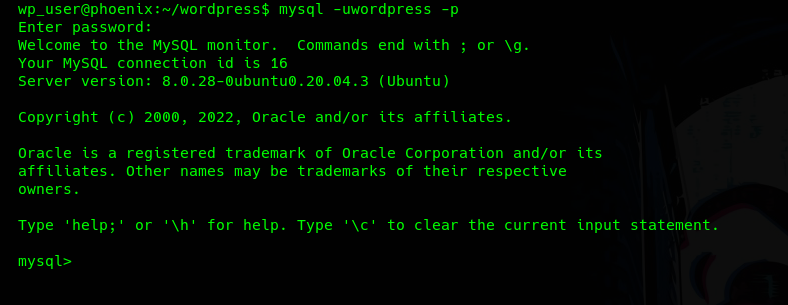 wp_user@phoenix:~/wordpress$ mysql -uwordpress -p
Enter password:
Welcome to the MySQL monitor.  Commands end with ; or \g.
Your MySQL connection id is 16
Server version: 8.0.28-0ubuntu0.20.04.3 (Ubuntu)
Copyright (c) 2000, 2022, Oracle and/or its affiliates.
Oracle is a registered trademark of Oracle Corporation and/or its
affiliates. Other names may be trademarks of their respective
owners.
Type 'help;' or '\h' for help. Type '\c' to clear the current input statement.
mysql>